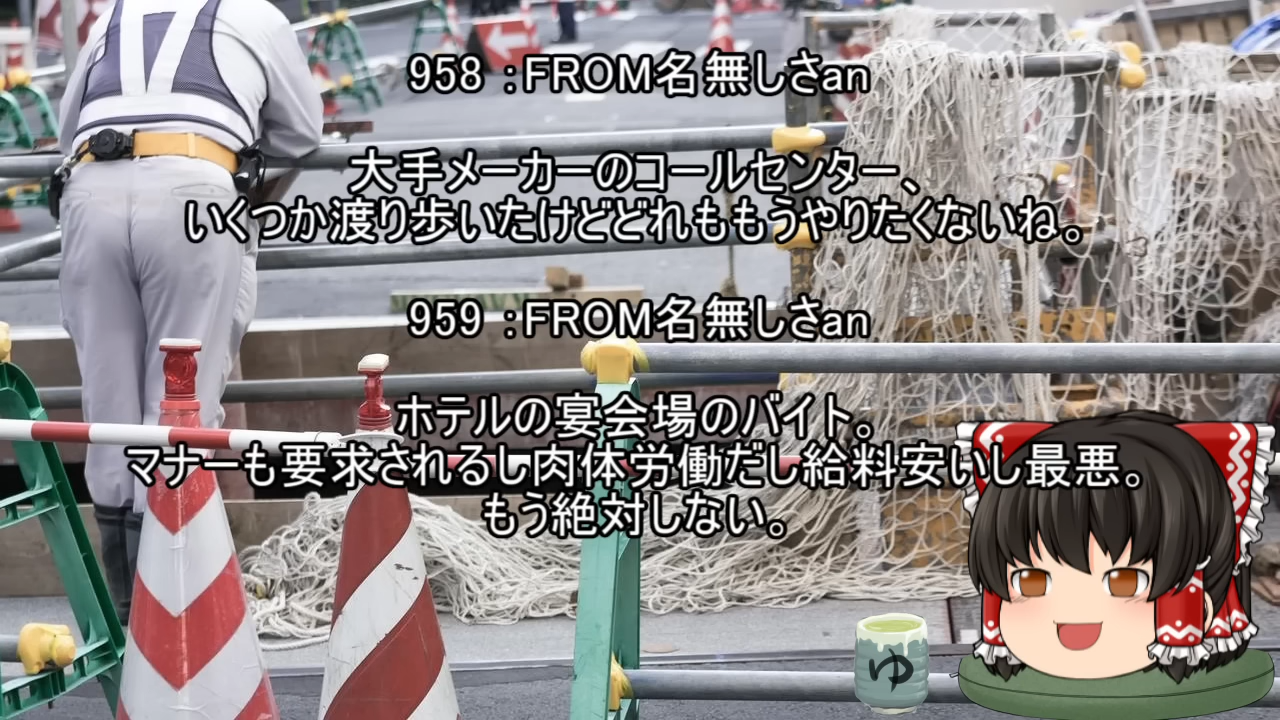 958 :FROM名無しさan
大手メーカーのコールセンター、
いくつか渡り歩いたけどどれももうやりたくないね。
959 :FROM名無しさan
ホテルの宴会場のバイト。
マナーも要求されるし肉体労働だし給料安いし最悪。
もう絶対しない。
ゆ